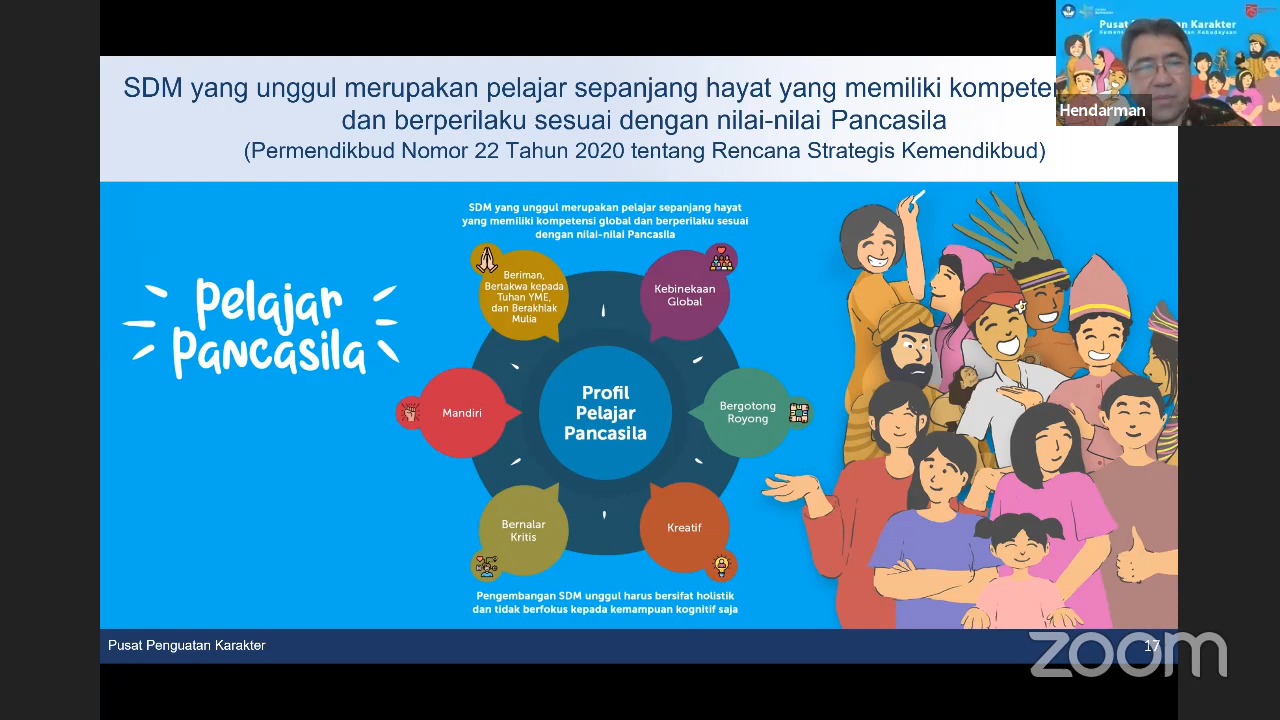 SDM yang unggul merupakan pelajar sepanjang hayat yang memiliki
dan berperilaku sesuai dengan nilai-nilai Pancasila
(Permendikbud Nomor 22 Tahun 2020 tentang Rencana Strategis Kemendikbud)
Hendarman
SDM yang unggul merupakan pelajar sepanjang hayat
yang memiliki kompetensi global dan berperilaku sesuai
dengan nilai-nilai Pancasila
Pelajar
Pancasila
Beriman,
Bertakwa kepada
Tuhan YME,
dan Berakhlak
Mulia
Kebinekaan
Global
Mandiri
Profil
Pelajar
Pancasila
Bergotong
Royong
Bernalar
Kritis
Kreatif
Pengembangan SDM unggul harus bersifat holistik
dan tidak berfokus kepada kemampuan kognitif saja
Pusat Penguatan Karakter
17
zoom